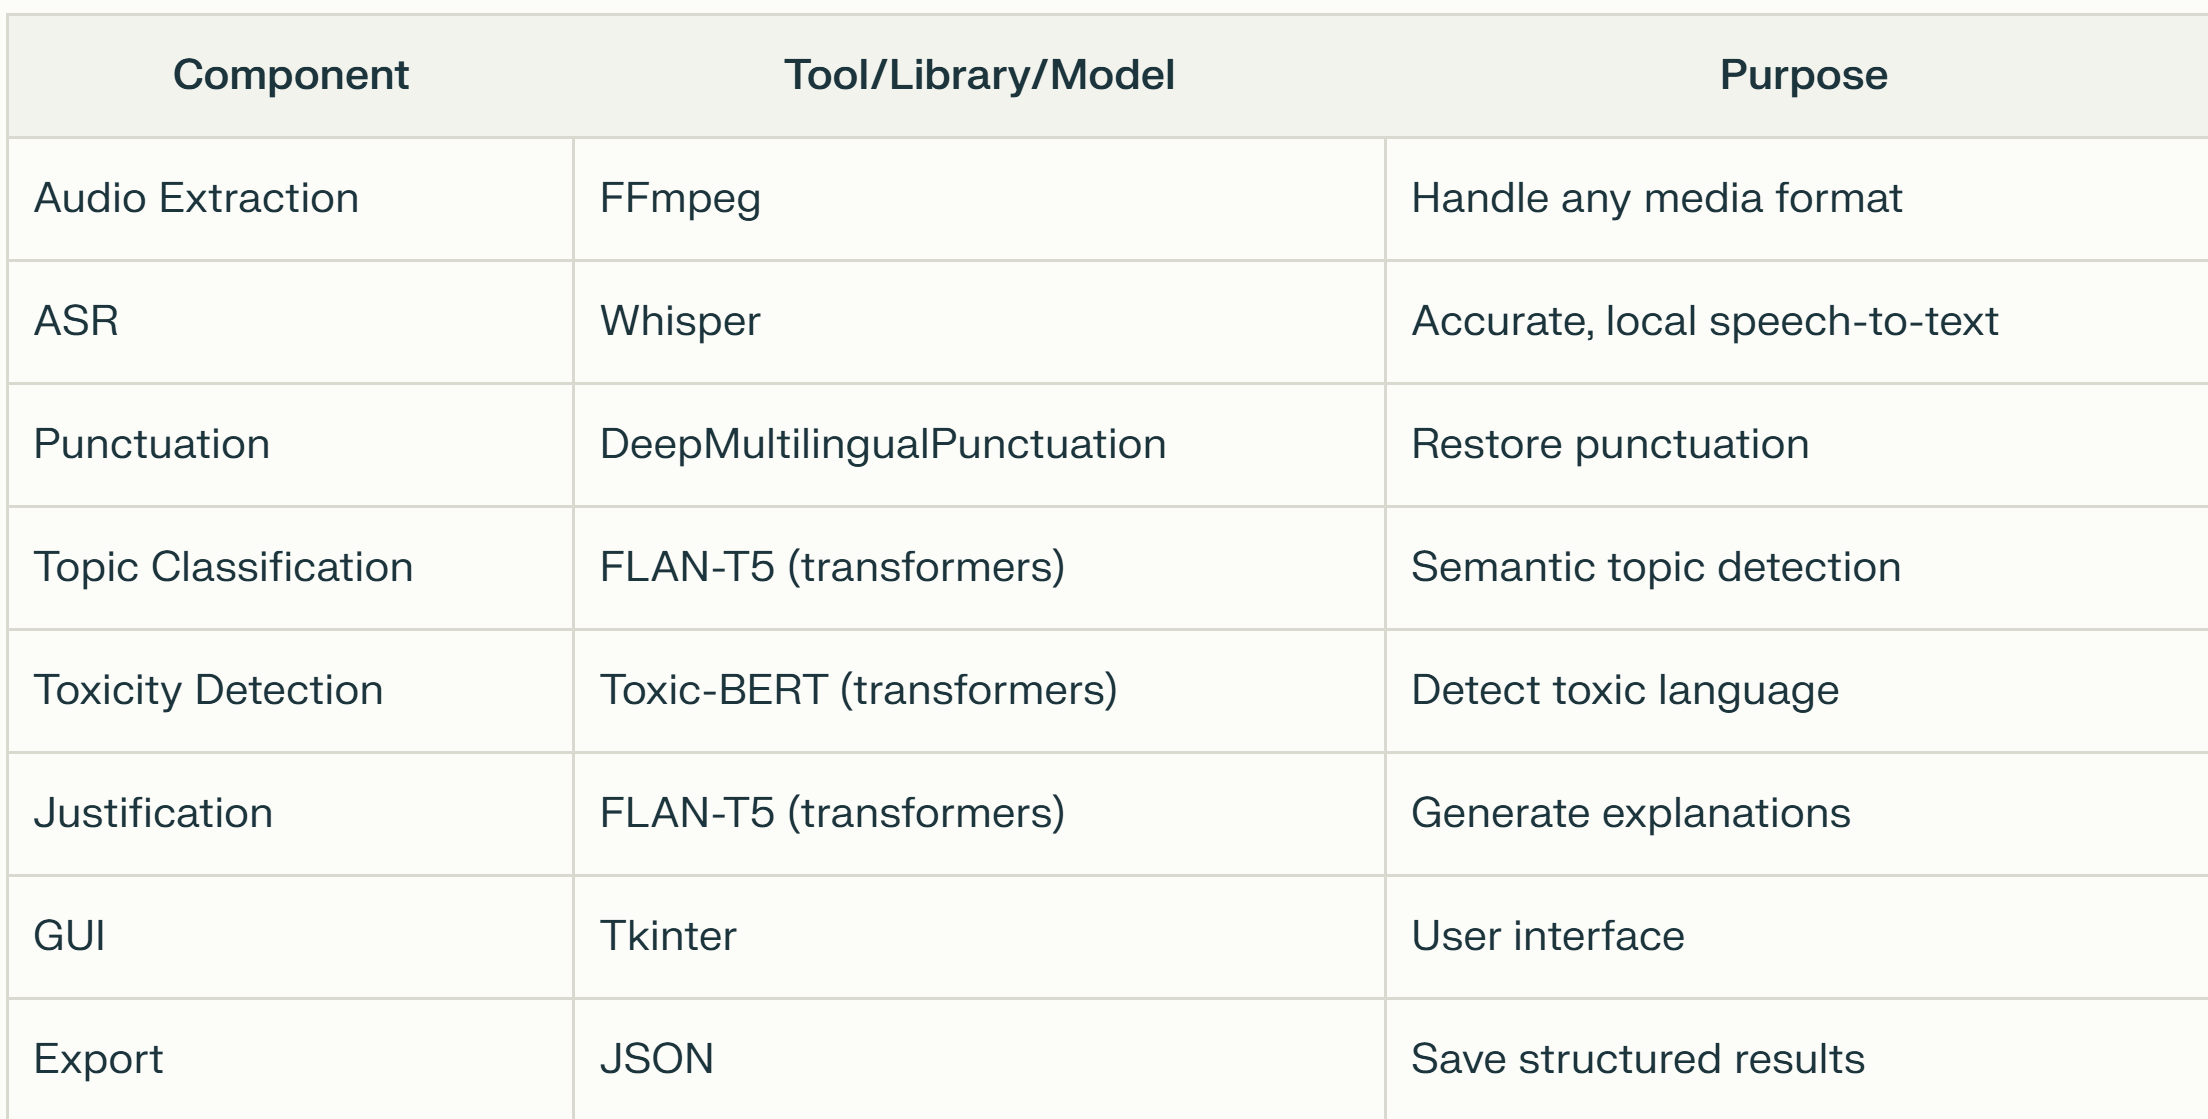 Component Tool/Library/Model Purpose
Audio Extraction FFmpeg Handle any media format
ASR Whisper Accurate, local speech-to-text
Punctuation DeepMultilingualPunctuation Restore punctuation
Topic Classification FLAN-T5 (transformers) Semantic topic detection
Toxicity Detection Toxic-BERT (transformers) Detect toxic language
Justification FLAN-T5 (transformers) Generate explanations
GUI Tkinter User interface
Export JSON Save structured results